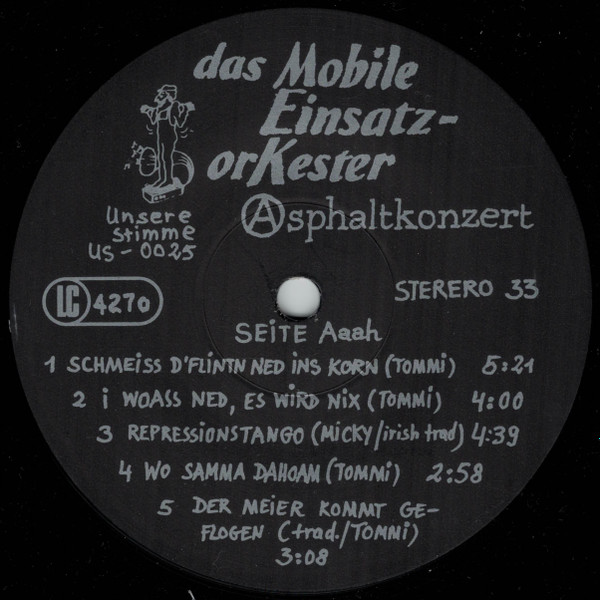 das Mobile
Einsatz-
orKester
Asphaltkonzert
Unsere
Stimme
US-0025
LC 4270
STERERO 33
SEiTE Aaah
1 SCHMEISS D'FLINTN NED iNS KORN (TOMMi) 5:21
2 i WOASS NED, ES WiRD NiX (TOMMi) 4:00
3 REPRESSIONSTANGO (MiCKY/irish trad) 4:39
4 WO SAMMA DAHOAM (TOMMi) 2:58
5 DER MEIER KOMMT GE-
FLOGEN (trad./TOMMi)
3:08